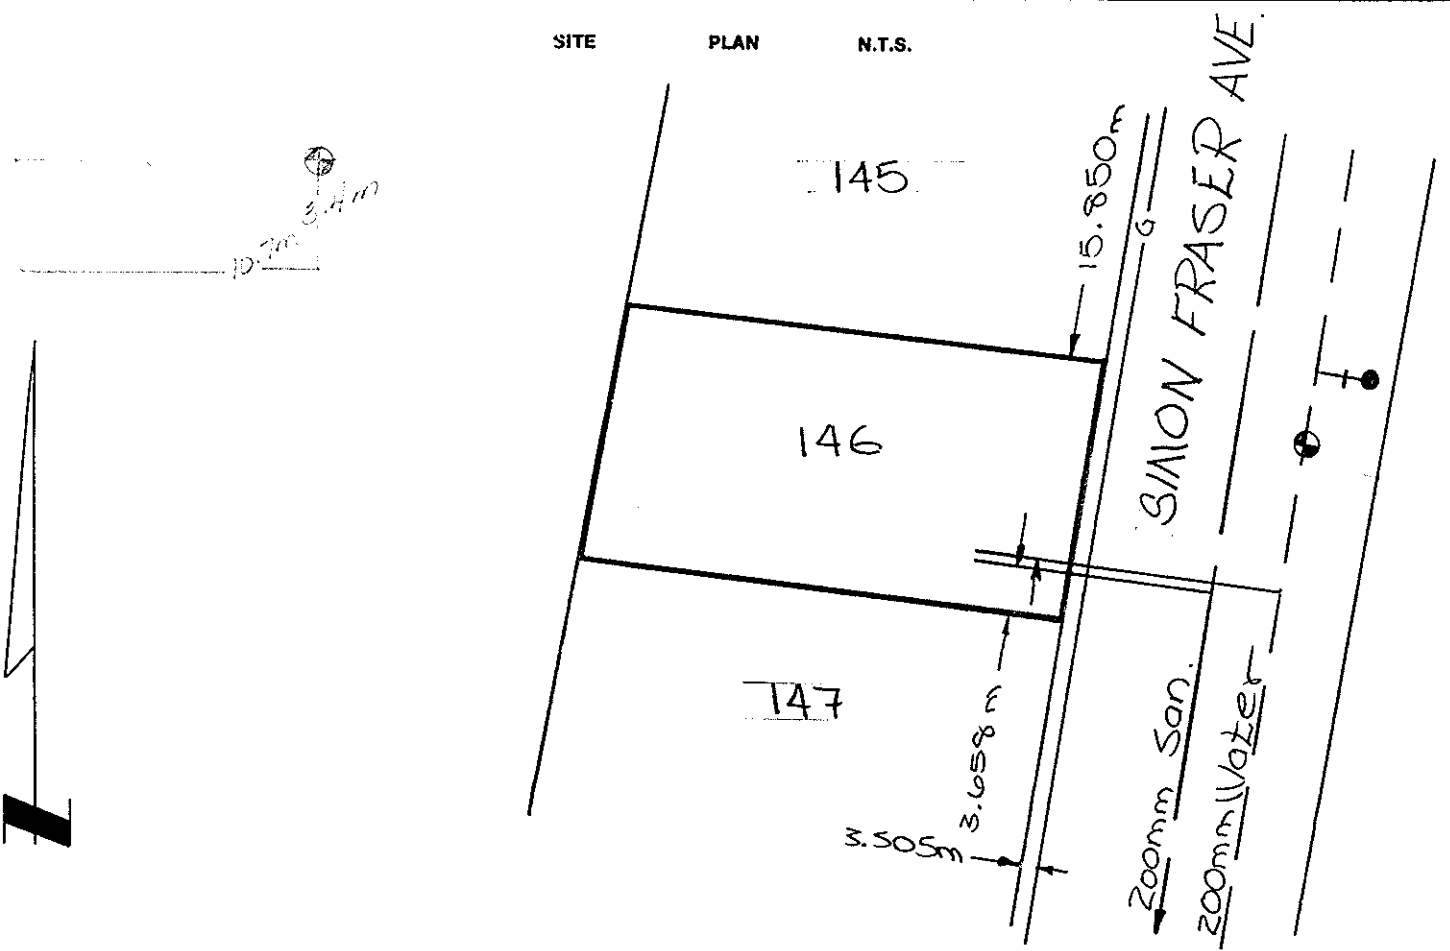 SITE PLAN N.T.S.
SIMON FRASER AVE.
145
15.850m
G
3.4m
10.7m
146
147
3.658m
3.505m
200mm San.
200mm Water